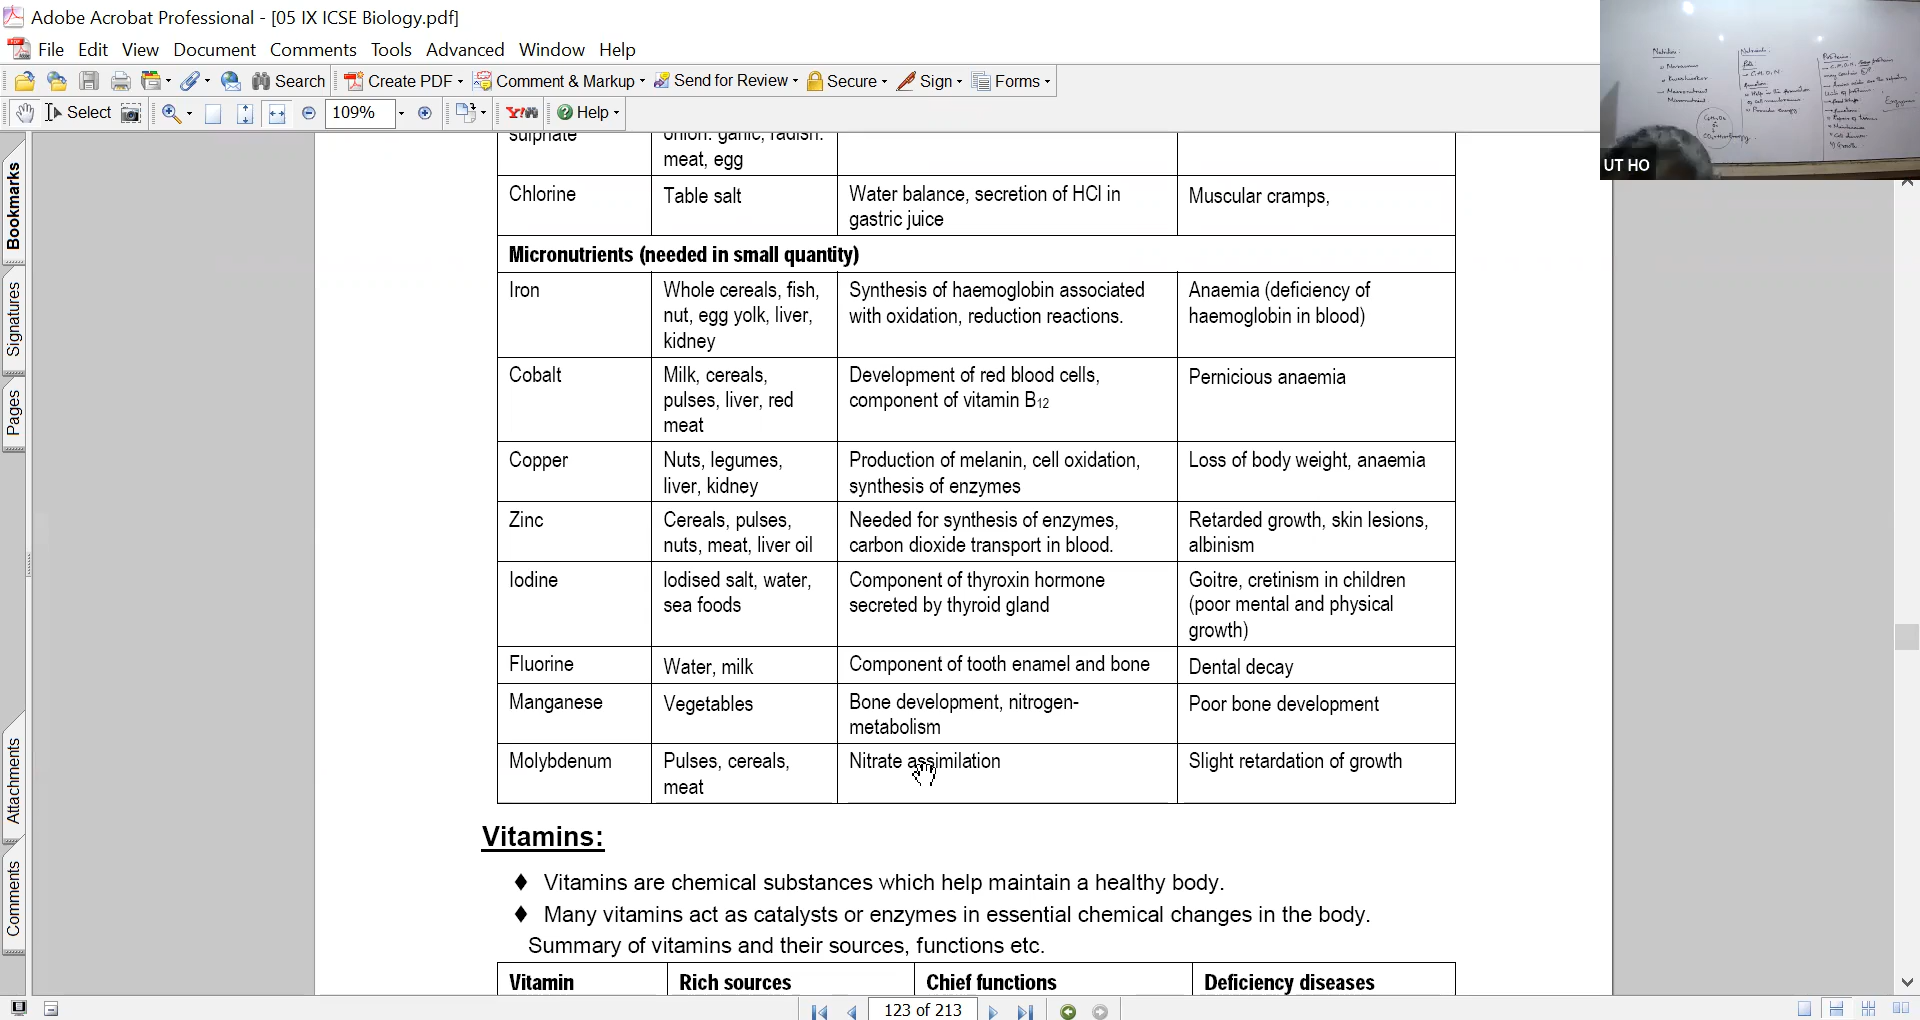 Adobe Acrobat Professional - [05 IX ICSE Biology.pdf]
File Edit View Document Comments Tools Advanced Window Help
Search Create PDF Comment & Markup Send for Review Secure Sign Forms
Select 109% Y! Help
UT HO
Bookmarks
Signatures
Pages
Attachments
Comments
sulphate
onion. garlic, radish.
meat, egg
Chlorine
Table salt
Water balance, secretion of HCl in
gastric juice
Muscular cramps,
Micronutrients (needed in small quantity)
Iron
Whole cereals, fish,
nut, egg yolk, liver,
kidney
Synthesis of haemoglobin associated
with oxidation, reduction reactions.
Anaemia (deficiency of
haemoglobin in blood)
Cobalt
Milk, cereals,
pulses, liver, red
meat
Development of red blood cells,
component of vitamin B12
Pernicious anaemia
Copper
Nuts, legumes,
liver, kidney
Production of melanin, cell oxidation,
synthesis of enzymes
Loss of body weight, anaemia
Zinc
Cereals, pulses,
nuts, meat, liver oil
Needed for synthesis of enzymes,
carbon dioxide transport in blood.
Retarded growth, skin lesions,
albinism
Iodine
Iodised salt, water,
sea foods
Component of thyroxin hormone
secreted by thyroid gland
Goitre, cretinism in children
(poor mental and physical
growth)
Fluorine
Water, milk
Component of tooth enamel and bone
Dental decay
Manganese
Vegetables
Bone development, nitrogen-
metabolism
Poor bone development
Molybdenum
Pulses, cereals,
meat
Nitrate assimilation
Slight retardation of growth
Vitamins:
♦ Vitamins are chemical substances which help maintain a healthy body.
♦ Many vitamins act as catalysts or enzymes in essential chemical changes in the body.
Summary of vitamins and their sources, functions etc.
Vitamin
Rich sources
Chief functions
Deficiency diseases
123 of 213